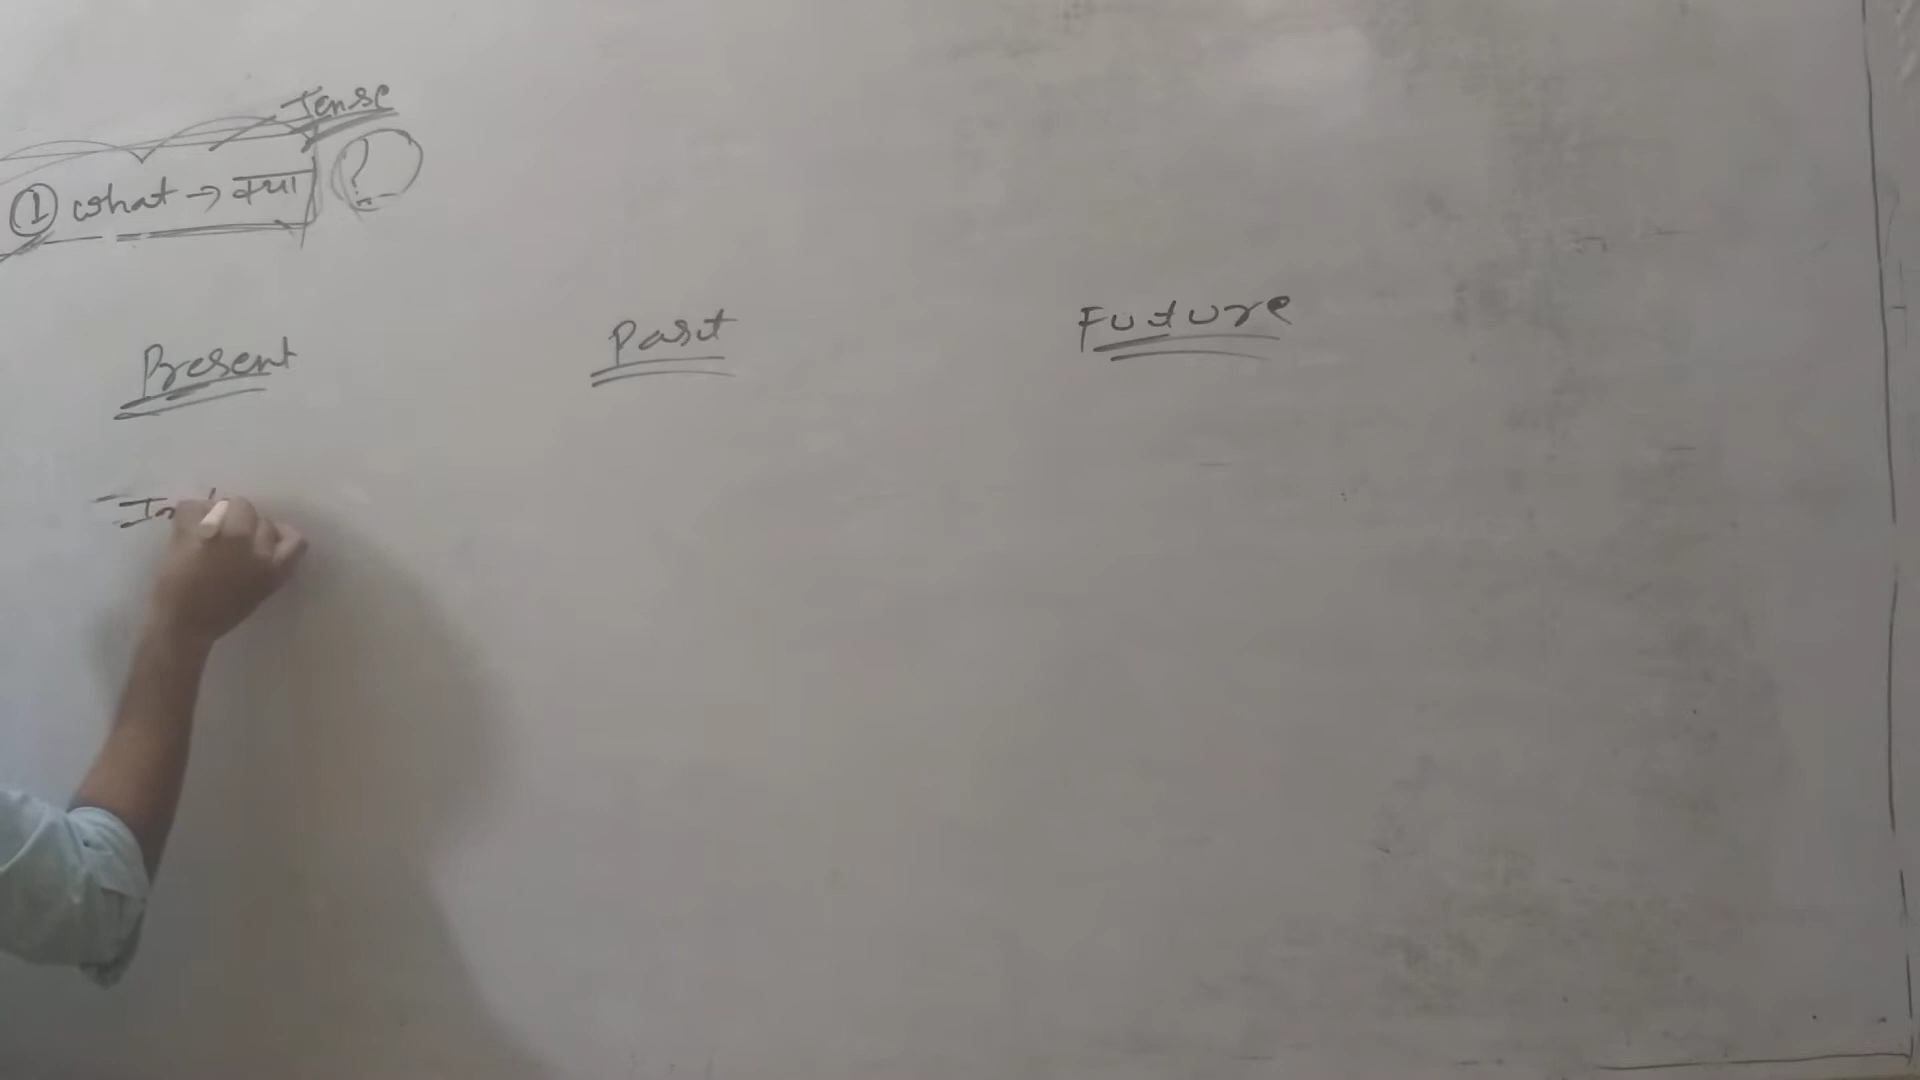 Tense
① what → क्या ?
Present Past Future